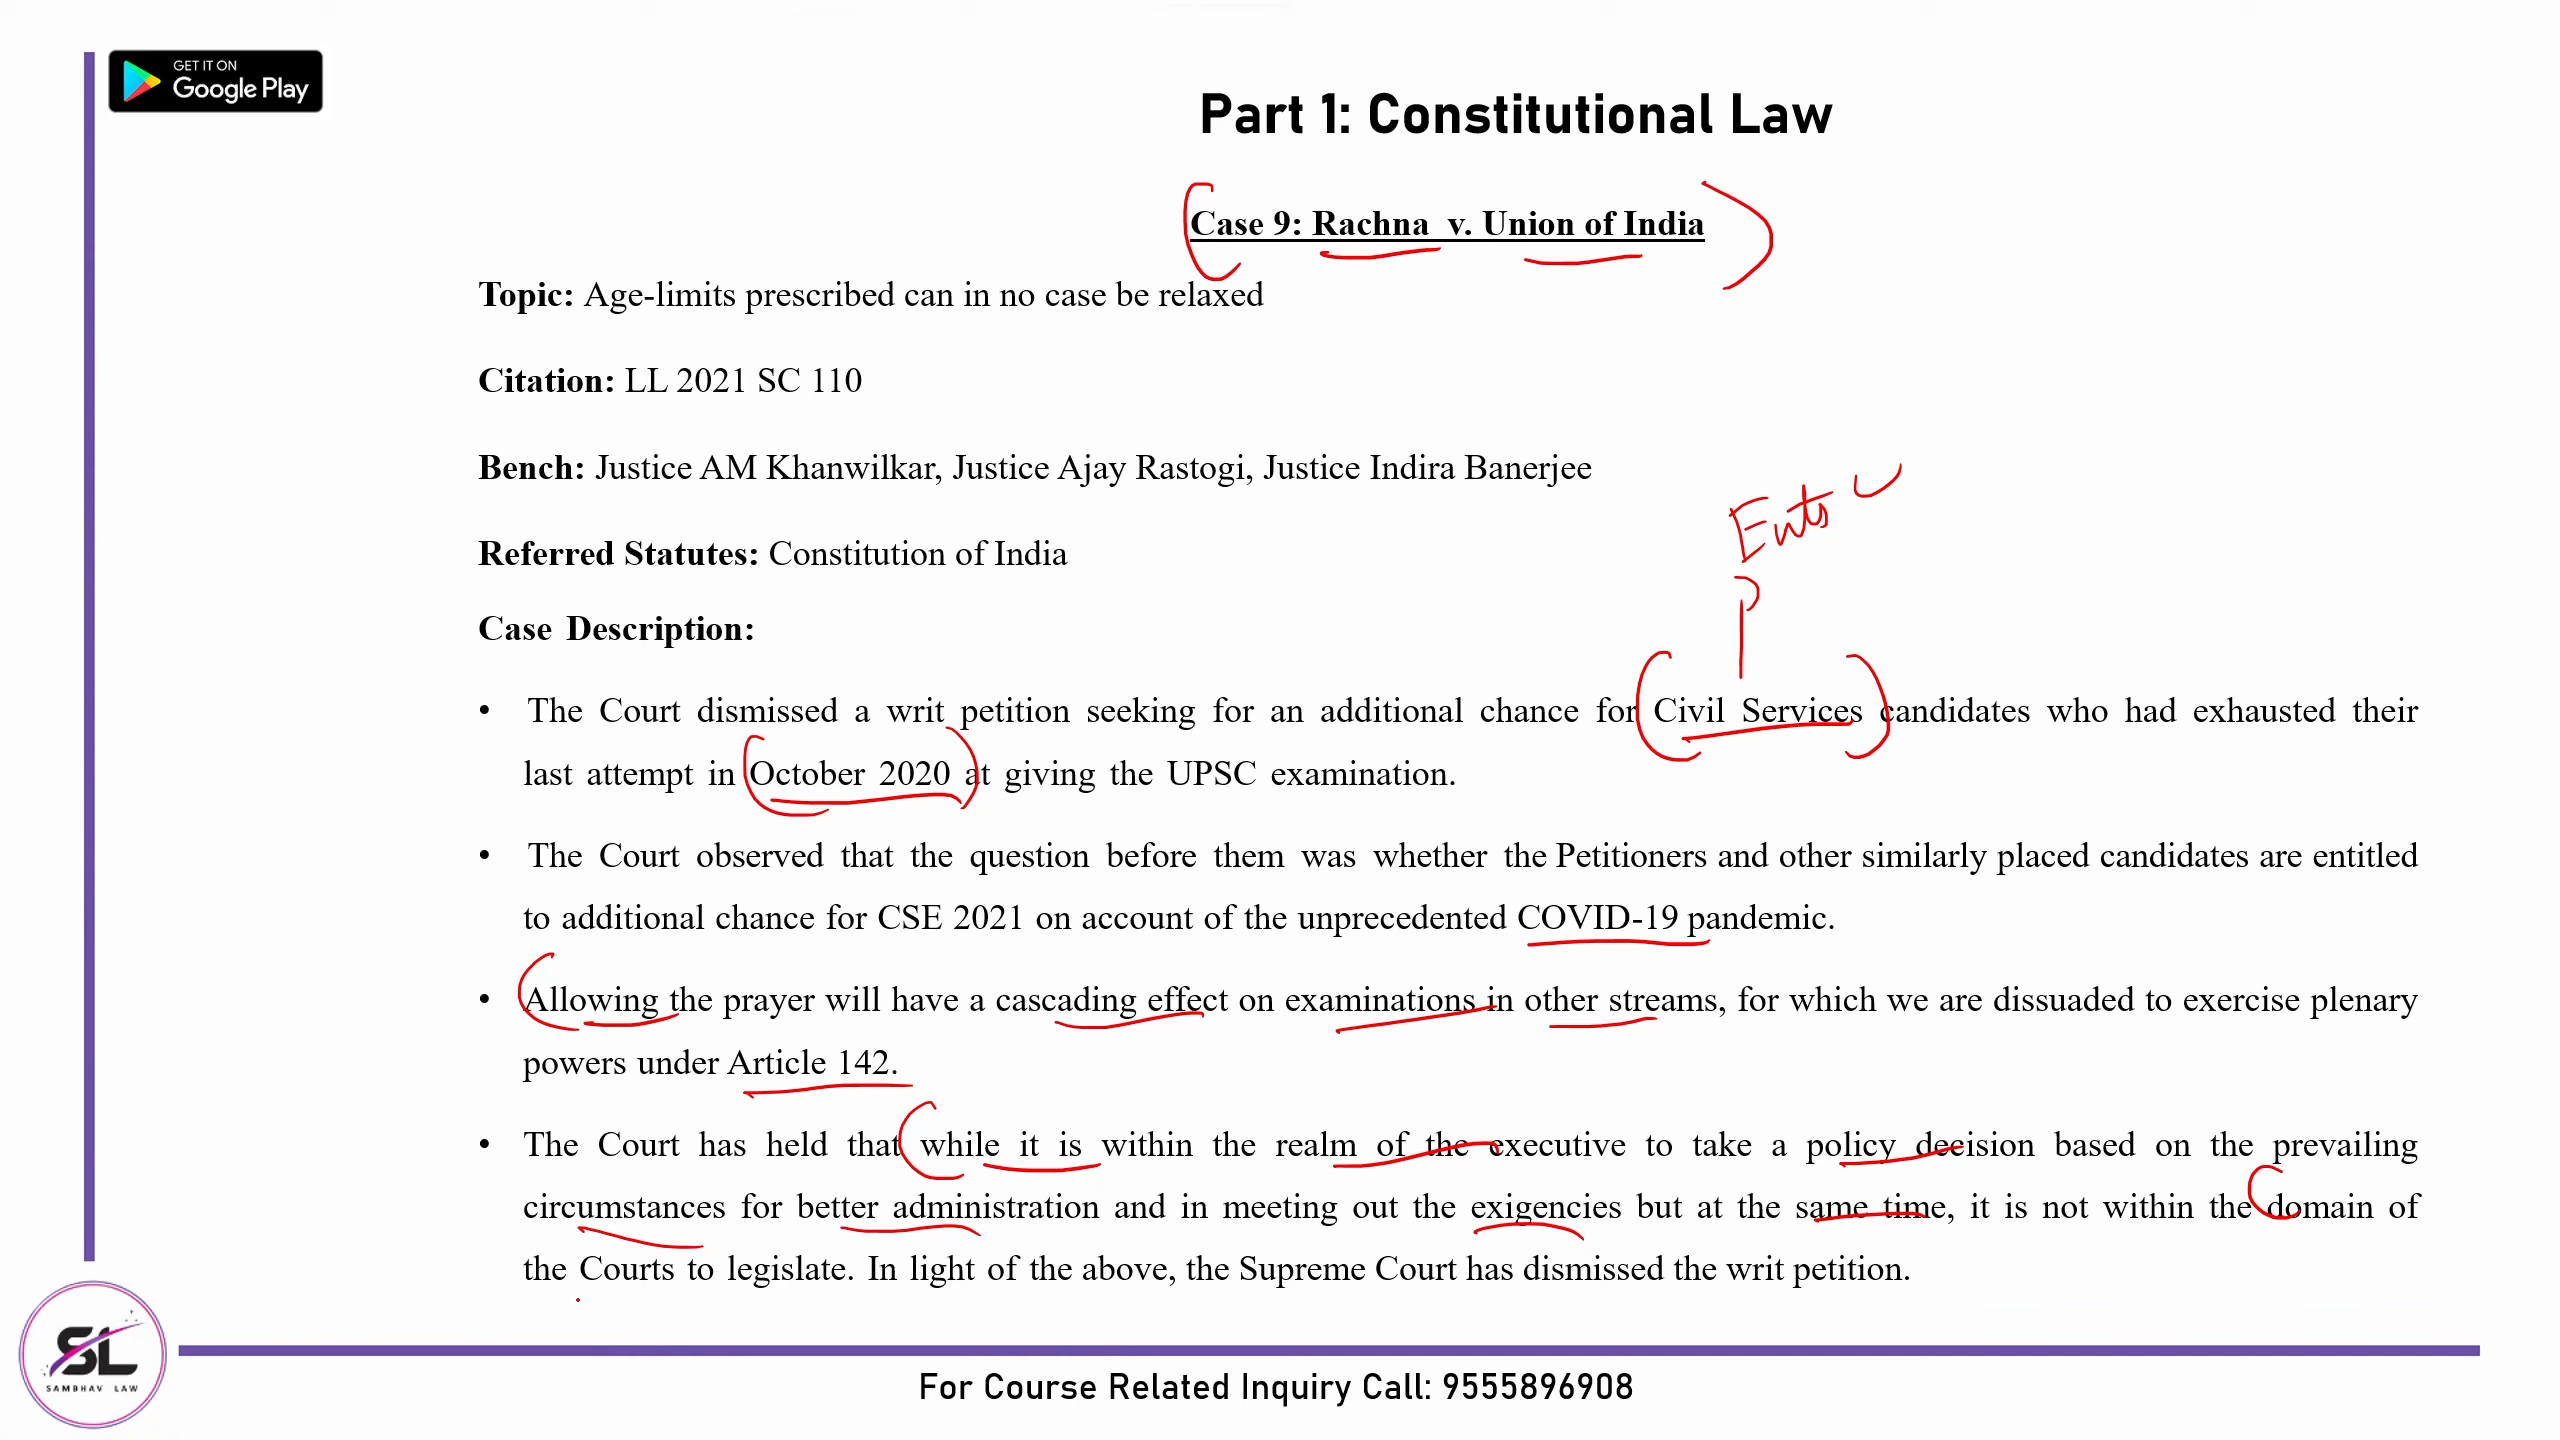 GET IT ON
Google Play
Part 1: Constitutional Law
Case 9: Rachna v. Union of India
Topic: Age-limits prescribed can in no case be relaxed
Citation: LL 2021 SC 110
Bench: Justice AM Khanwilkar, Justice Ajay Rastogi, Justice Indira Banerjee
Referred Statutes: Constitution of India
Case Description:
• The Court dismissed a writ petition seeking for an additional chance for Civil Services candidates who had exhausted their
last attempt in October 2020 at giving the UPSC examination.
• The Court observed that the question before them was whether the Petitioners and other similarly placed candidates are entitled
to additional chance for CSE 2021 on account of the unprecedented COVID-19 pandemic.
• Allowing the prayer will have a cascading effect on examinations in other streams, for which we are dissuaded to exercise plenary
powers under Article 142.
• The Court has held that while it is within the realm of the executive to take a policy decision based on the prevailing
circumstances for better administration and in meeting out the exigencies but at the same time, it is not within the domain of
the Courts to legislate. In light of the above, the Supreme Court has dismissed the writ petition.
SL
SAMBHAV LAW
For Course Related Inquiry Call: 9555896908